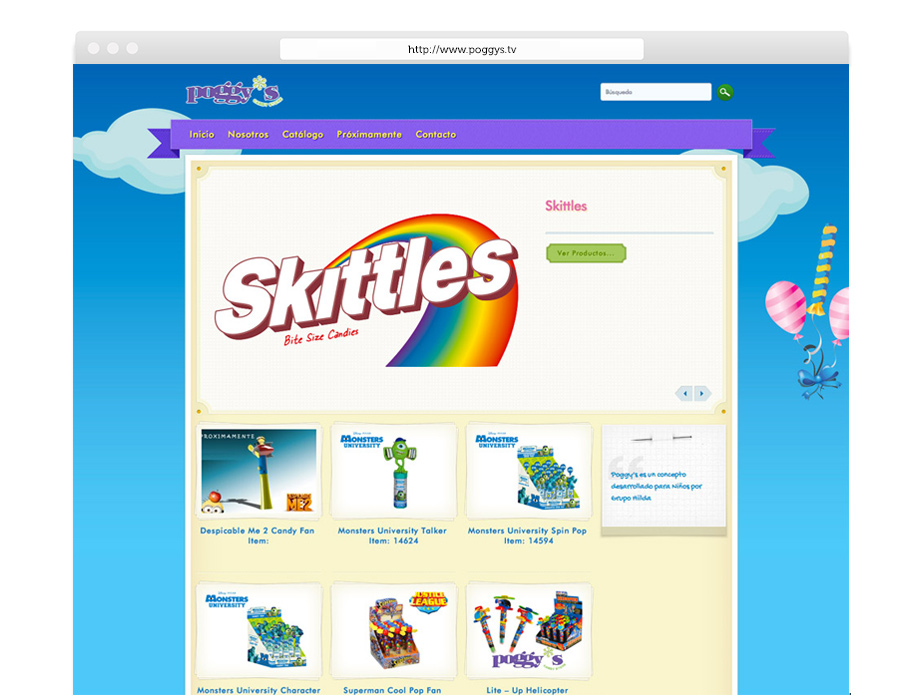 http://www.poggys.tv
poggy's
Búsqueda
Inicio Nosotros Catálogo Próximamente Contacto
Skittles
Bite Size Candies
Skittles
Ver Productos...
PROXIMAMENTE
ME2
MONSTERS
UNIVERSITY
MONSTERS
UNIVERSITY
Poggy's es un concepto
desarrollado para Niños por
Grupo Hilda
Despicable Me 2 Candy Fan
Item:
Monsters University Talker
Item: 14624
Monsters University Spin Pop
Item: 14594
MONSTERS
UNIVERSITY
JUSTICE
LEAGUE
poggy's
Monsters University Character
Superman Cool Pop Fan
Lite – Up Helicopter